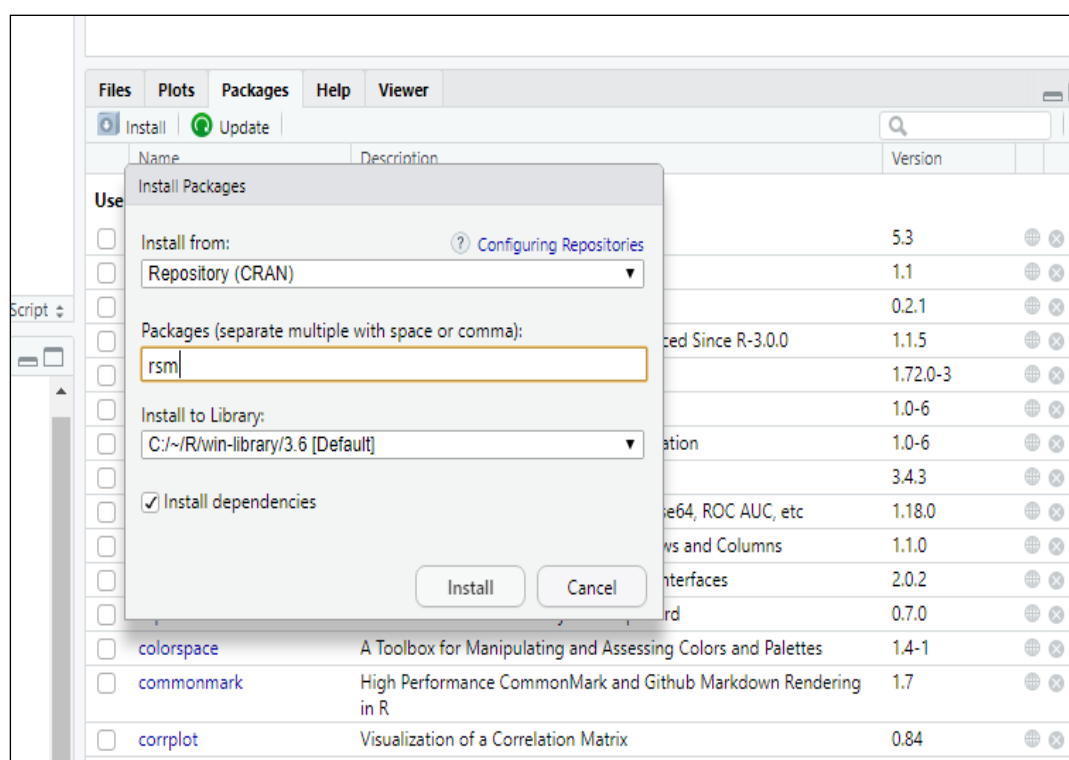 Files Plots Packages Help Viewer
Install Update
Name Description Version
Install Packages
Use
Install from: ? Configuring Repositories
5.3
Repository (CRAN)
1.1
Script
0.2.1
Packages (separate multiple with space or comma):
ced Since R-3.0.0 1.1.5
rsm
1.72.0-3
Install to Library:
1.0-6
C:/~/R/win-library/3.6 [Default]
ation 1.0-6
3.4.3
Install dependencies
se64, ROC AUC, etc 1.18.0
ws and Columns 1.1.0
Install Cancel
nterfaces 2.0.2
rd 0.7.0
colorspace A Toolbox for Manipulating and Assessing Colors and Palettes 1.4-1
commonmark High Performance CommonMark and Github Markdown Rendering 1.7
in R
corrplot Visualization of a Correlation Matrix 0.84